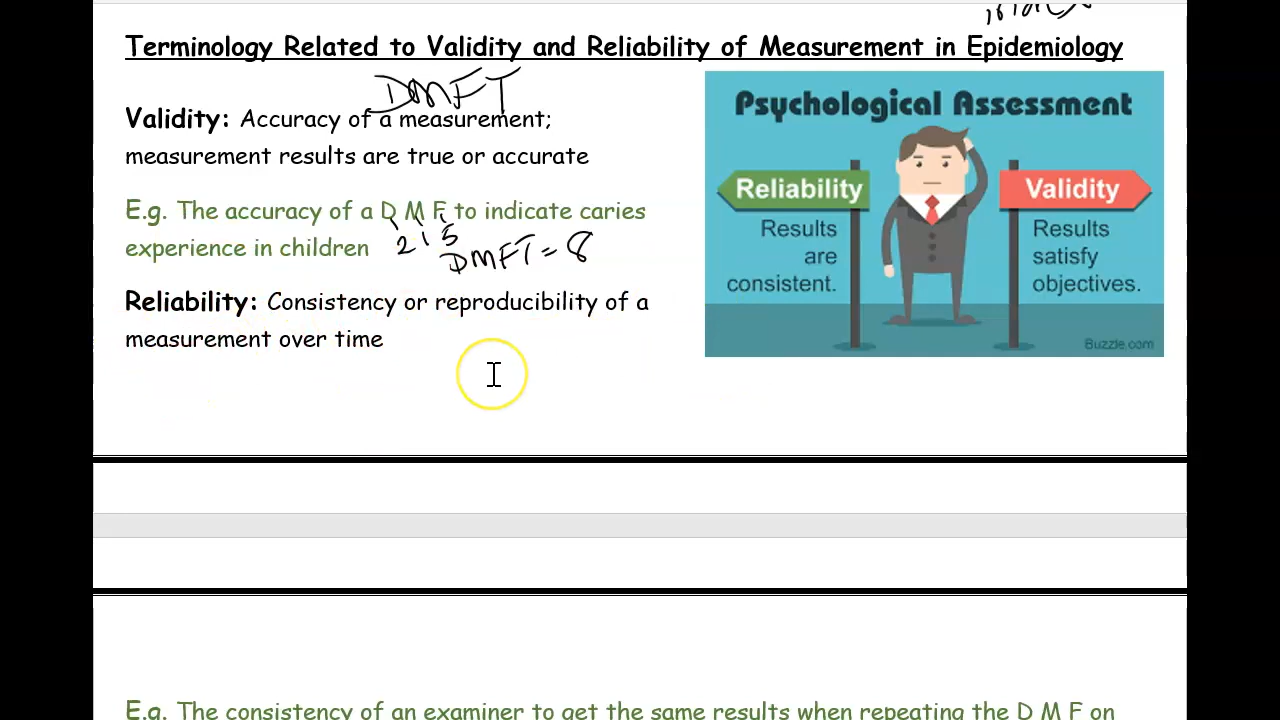 Terminology Related to Validity and Reliability of Measurement in Epidemiology
DMFT
Validity: Accuracy of a measurement;
measurement results are true or accurate
E.g. The accuracy of a D M F to indicate caries
2 1 5
experience in children
DMFT = 8
Reliability: Consistency or reproducibility of a
measurement over time
Psychological Assessment
Reliability
Results
are
consistent.
Validity
Results
satisfy
objectives.
Buzzle.com
E.g. The consistency of an examiner to get the same results when repeating the D M F on